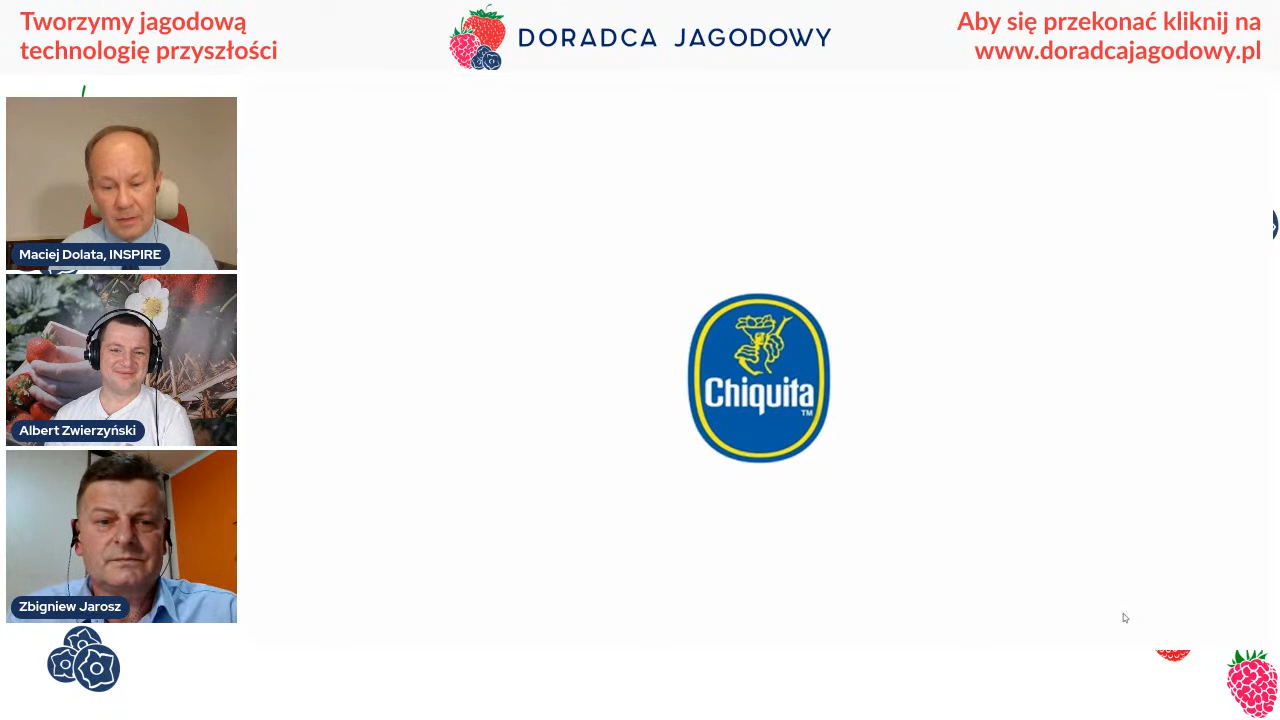 Tworzymy jagodową
technologię przyszłości
DORADCA JAGODOWY
Aby się przekonać kliknij na
www.doradcajagodowy.pl
Maciej Dolata, INSPIRE
Albert Zwierzyński
Zbigniew Jarosz
Chiquita
TM